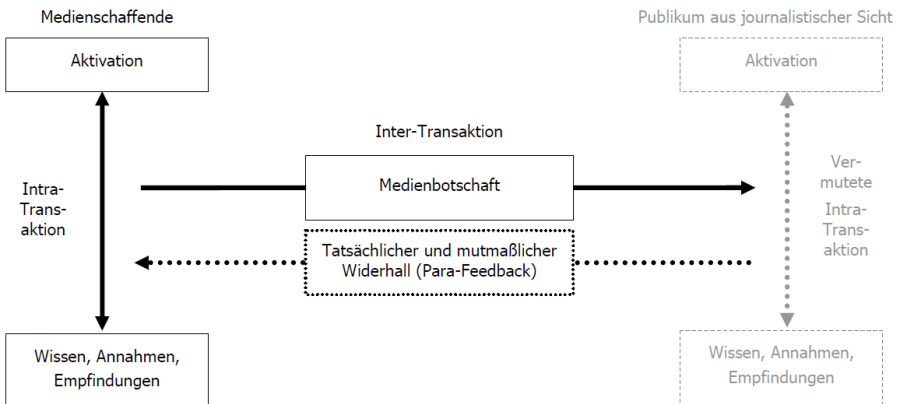 Medienschaffende
Publikum aus journalistischer Sicht
Aktivation
Aktivation
Inter-Transaktion
Medienbotschaft
Intra-
Trans-
aktion
Ver-
mutete
Intra-
Trans-
aktion
Tatsächlicher und mutmaßlicher
Widerhall (Para-Feedback)
Wissen, Annahmen,
Empfindungen
Wissen, Annahmen,
Empfindungen